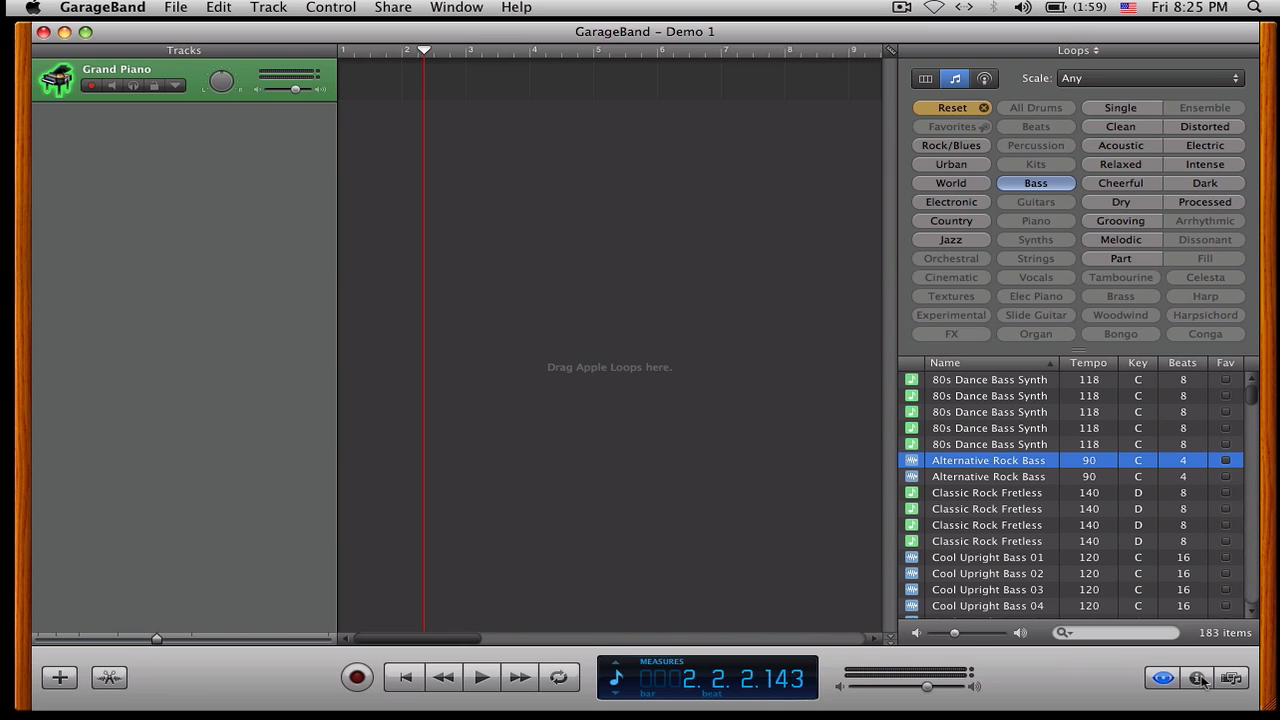 GarageBand File Edit Track Control Share Window Help (1:59) Fri 8:25 PM
GarageBand - Demo 1
Tracks 1 2 3 4 5 6 7 8 9 Loops
Grand Piano
L R
Scale: Any
Reset All Drums Single Ensemble
Favorites Beats Clean Distorted
Rock/Blues Percussion Acoustic Electric
Urban Kits Relaxed Intense
World Bass Cheerful Dark
Electronic Guitars Dry Processed
Country Piano Grooving Arrhythmic
Jazz Synths Melodic Dissonant
Orchestral Strings Part Fill
Cinematic Vocals Tambourine Celesta
Textures Elec Piano Brass Harp
Experimental Slide Guitar Woodwind Harpsichord
FX Organ Bongo Conga
Drag Apple Loops here.
Name Tempo Key Beats Fav
80s Dance Bass Synth 118 C 8
80s Dance Bass Synth 118 C 8
80s Dance Bass Synth 118 C 8
80s Dance Bass Synth 118 C 8
80s Dance Bass Synth 118 C 8
Alternative Rock Bass 90 C 4
Alternative Rock Bass 90 C 4
Classic Rock Fretless 140 D 8
Classic Rock Fretless 140 D 8
Classic Rock Fretless 140 D 8
Classic Rock Fretless 140 D 8
Cool Upright Bass 01 120 C 16
Cool Upright Bass 02 120 C 16
Cool Upright Bass 03 120 C 16
Cool Upright Bass 04 120 C 16
183 items
MEASURES
0002. 2. 2.143
bar beat